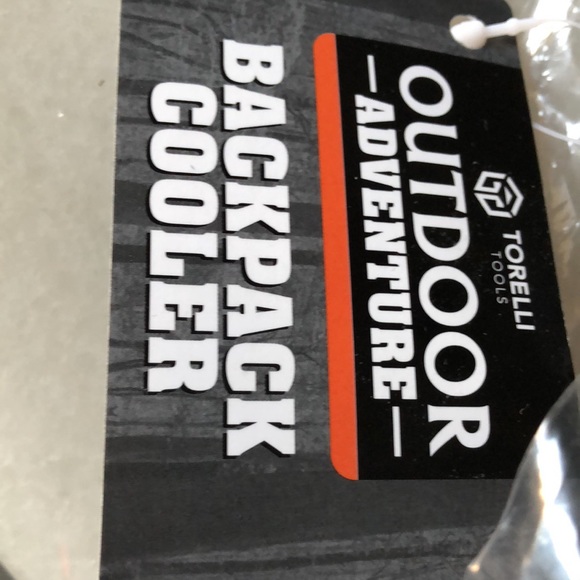 TORELLI
TOOLS
OUTDOOR
ADVENTURE
BACKPACK
COOLER